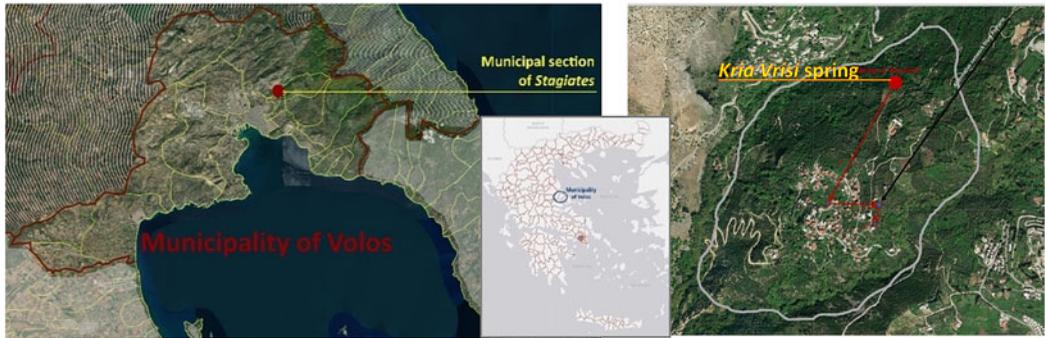 Municipal section
of Stagiates
Municipality of Volos
Municipality
of Volos
Kria Vrisi spring